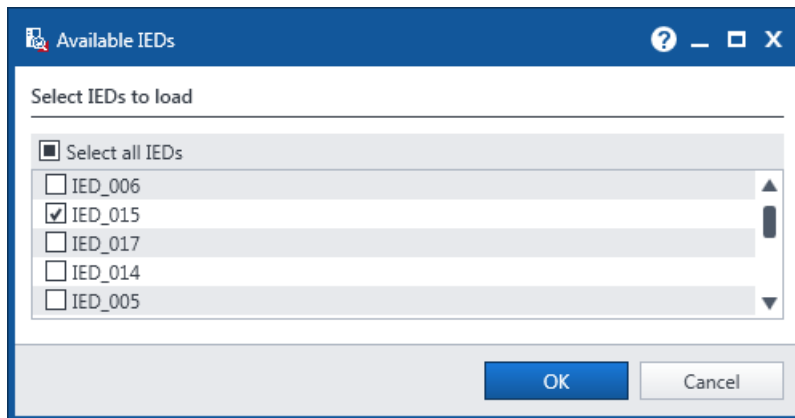 Available IEDs
Select IEDs to load
Select all IEDs
IED_006
IED_015
IED_017
IED_014
IED_005
OK Cancel